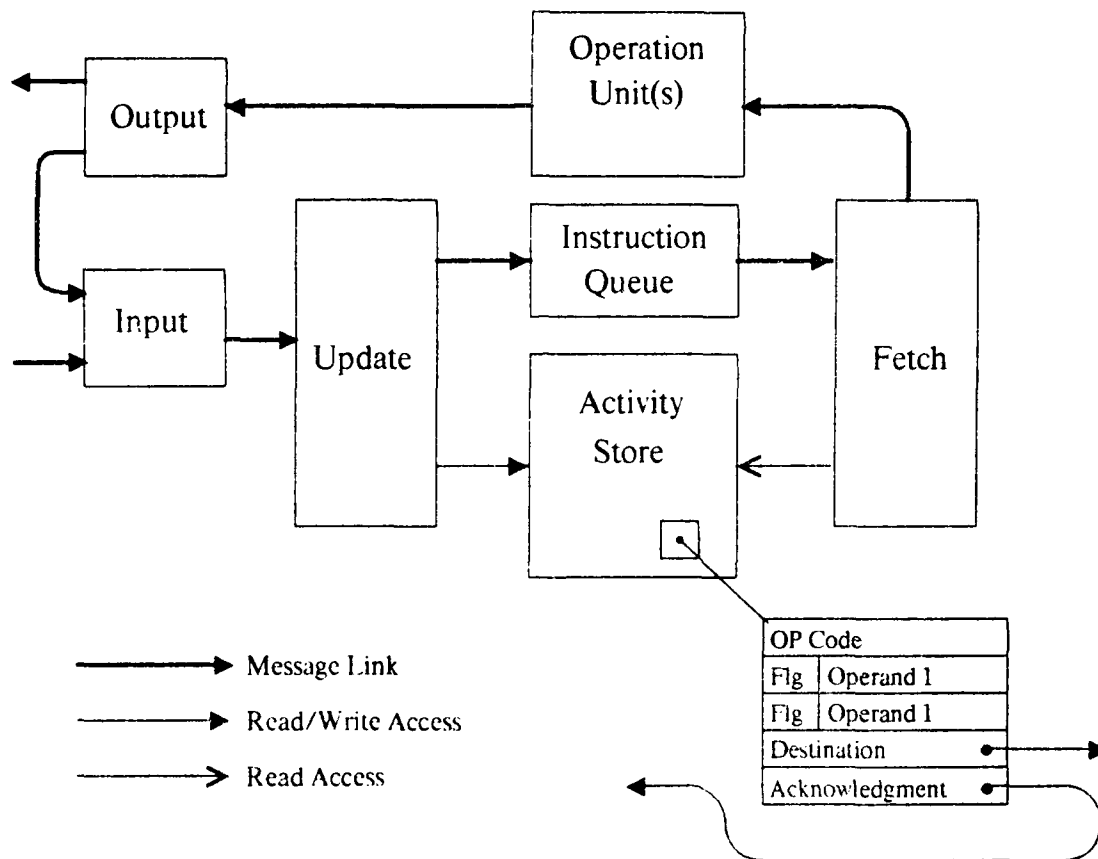 Operation
Unit(s)
Output
Instruction
Queue
Input
Update
Fetch
Activity
Store
OP Code
Flg Operand 1
Flg Operand 1
Destination
Acknowledgment
Message Link
Read/Write Access
Read Access